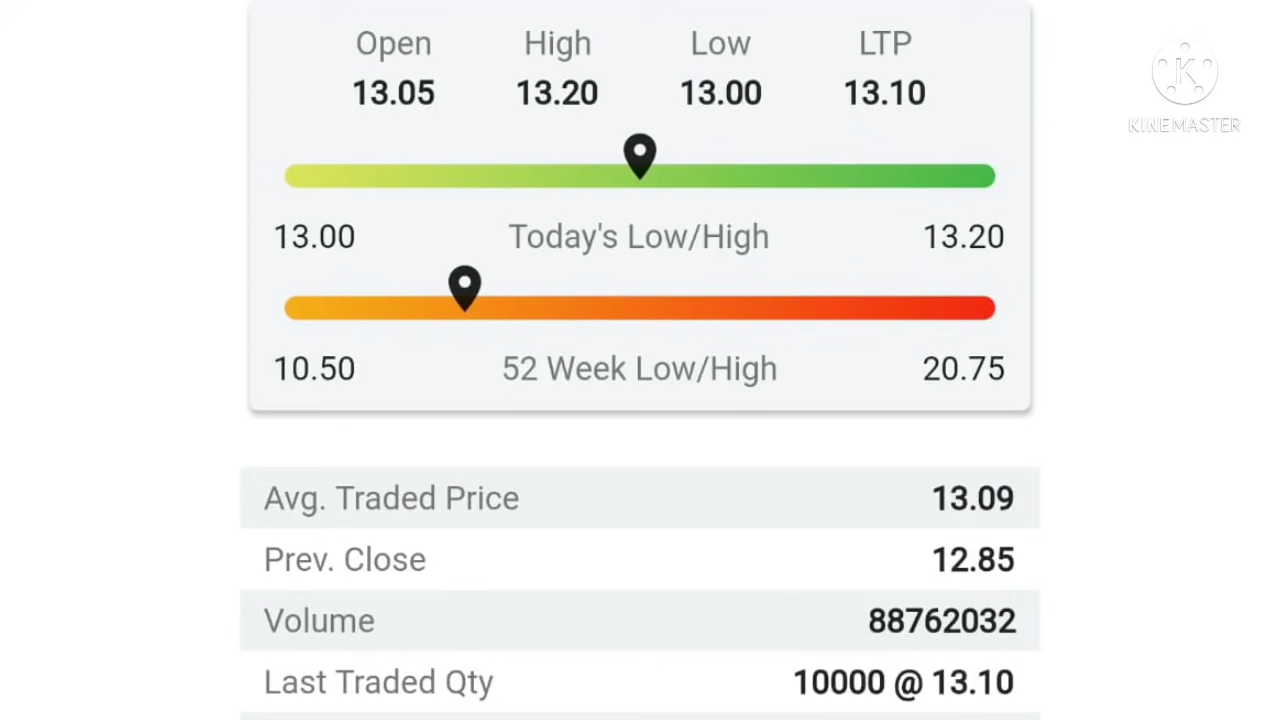 Open High Low LTP
13.05 13.20 13.00 13.10
K
KINEMASTER
13.00 Today's Low/High 13.20
10.50 52 Week Low/High 20.75
Avg. Traded Price 13.09
Prev. Close 12.85
Volume 88762032
Last Traded Qty 10000 @ 13.10